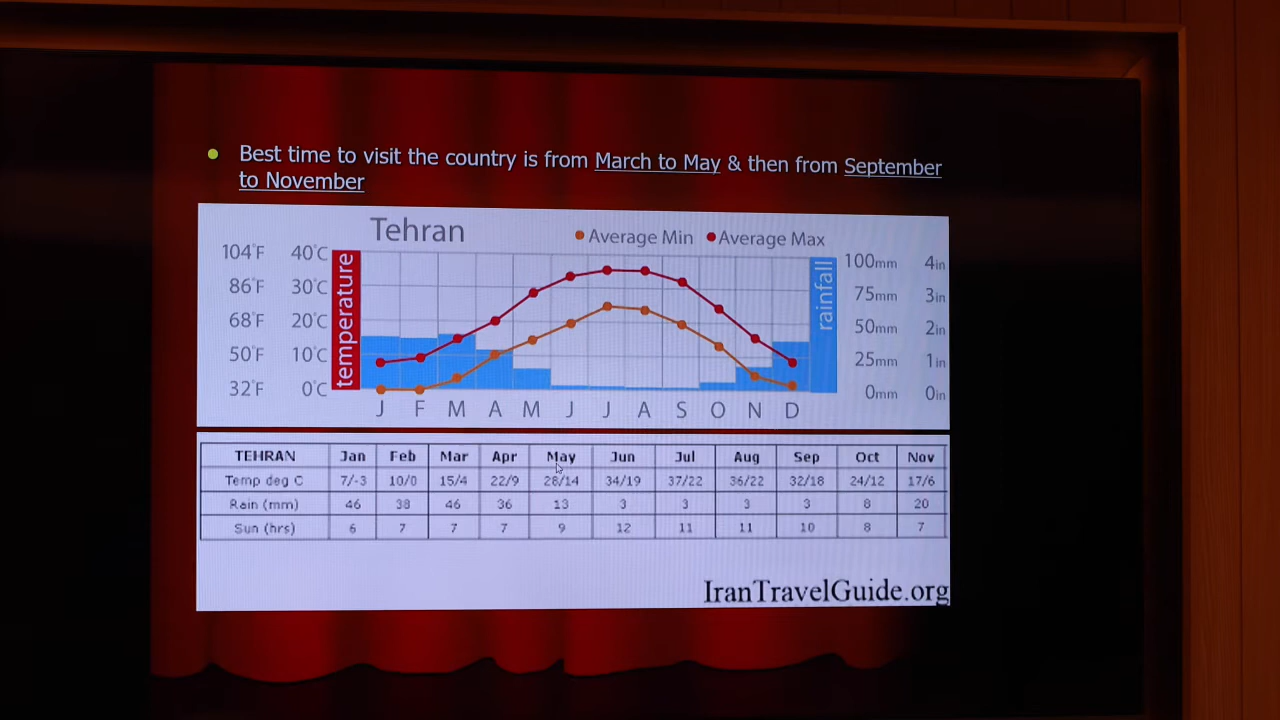 Best time to visit the country is from March to May & then from September
to November
Tehran
Average Min Average Max
104°F 40°C 100mm 4in
86°F 30°C 75mm 3in
68°F 20°C 50mm 2in
50°F 10°C 25mm 1in
32°F 0°C 0mm 0in
temperature
rainfall
J F M A M J J A S O N D
TEHRAN Jan Feb Mar Apr May Jun Jul Aug Sep Oct Nov
Temp deg C 7/-3 10/0 15/4 22/9 28/14 34/19 37/22 36/22 32/18 24/12 17/6
Rain (mm) 46 38 46 36 13 3 3 3 3 8 20
Sun (hrs) 6 7 7 7 9 12 11 11 10 8 7
IranTravelGuide.org